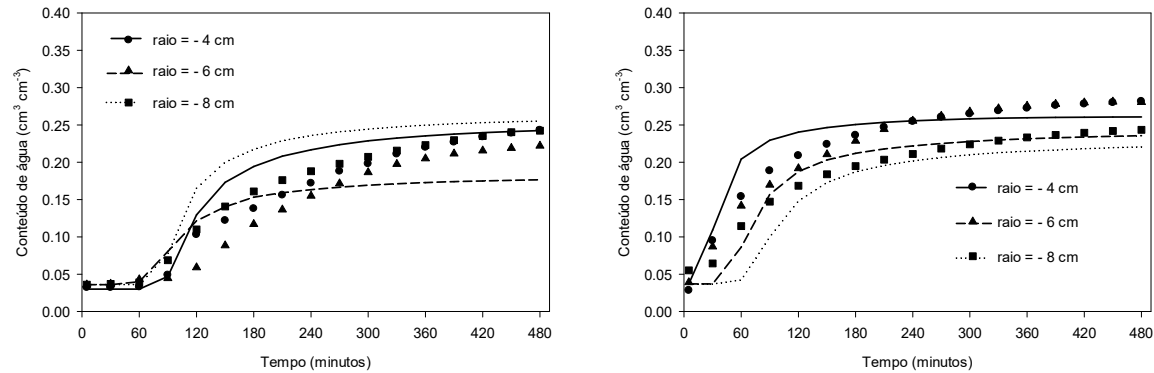 0.40
0.35
0.30
0.25
0.20
0.15
0.10
0.05
0.00
Conteúdo de água (cm³ cm⁻³)
raio = - 4 cm
raio = - 6 cm
raio = - 8 cm
0 60 120 180 240 300 360 420 480
Tempo (minutos)
0.40
0.35
0.30
0.25
0.20
0.15
0.10
0.05
0.00
Conteúdo de água (cm³ cm⁻³)
raio = - 4 cm
raio = - 6 cm
raio = - 8 cm
0 60 120 180 240 300 360 420 480
Tempo (minutos)